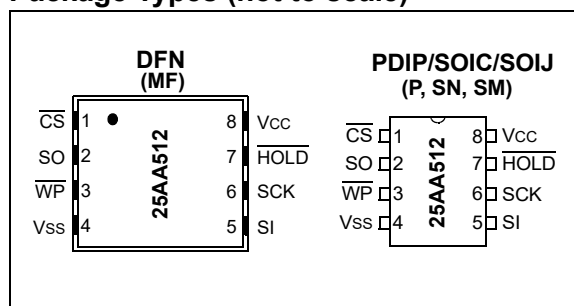 Package Types (not to scale)
DFN
(MF)
CS 1 8 VCC
SO 2 7 HOLD
WP 3 6 SCK
VSS 4 5 SI
25AA512
PDIP/SOIC/SOIJ
(P, SN, SM)
CS 1 8 VCC
SO 2 7 HOLD
WP 3 6 SCK
VSS 4 5 SI
25AA512